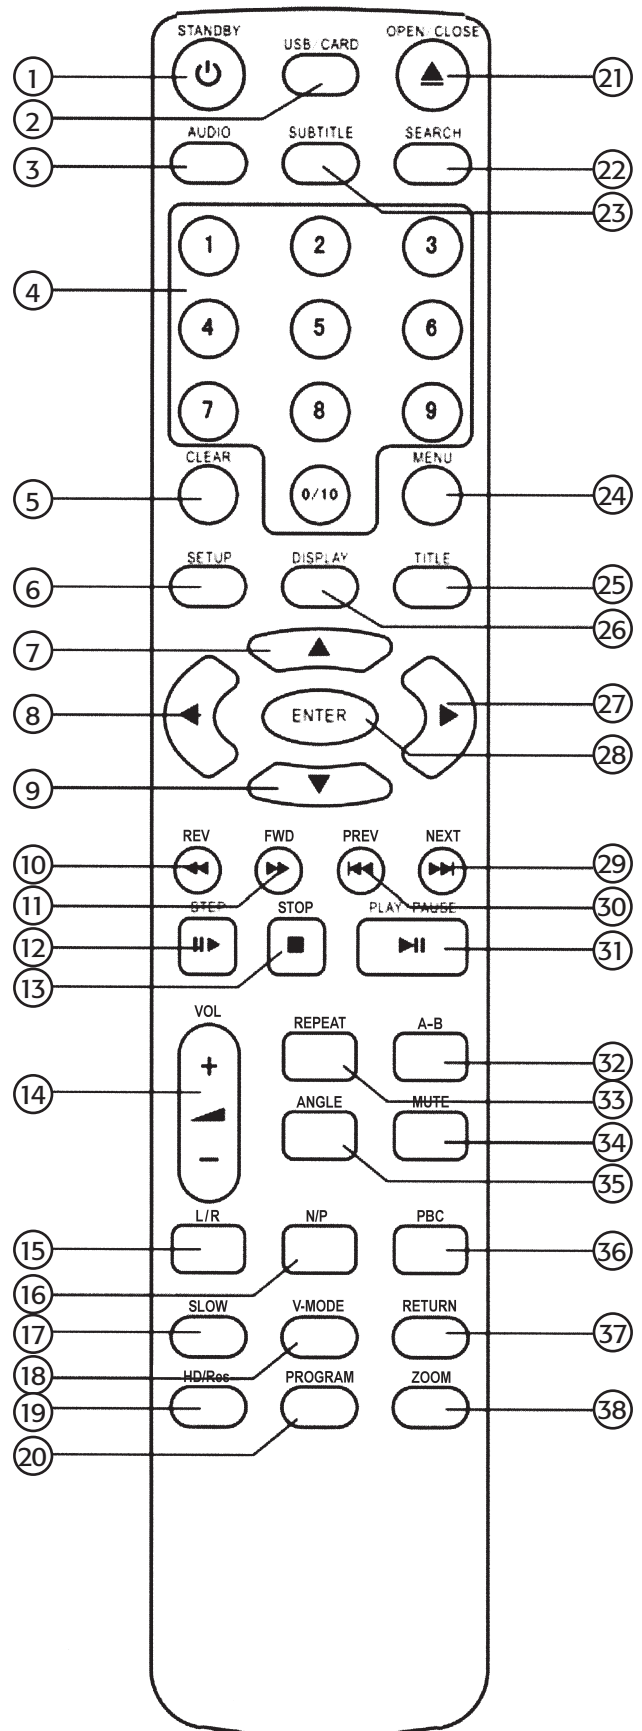 STANDBY USB/CARD OPEN/CLOSE
1 21
2
AUDIO SUBTITLE SEARCH
3 22
23
1 2 3
4
4 5 6
7 8 9
CLEAR MENU
5 0/10 24
SETUP DISPLAY TITLE
6 25
26
7
8 ENTER 27
28
9
REV FWD PREV NEXT
10 29
11 30
STEP STOP PLAY/PAUSE
12 31
13
VOL
REPEAT A-B
+ 32
14 33
ANGLE MUTE
34
− 35
L/R N/P PBC
15 36
16
SLOW V-MODE RETURN
17 37
18
HD/Res PROGRAM ZOOM
19 38
20